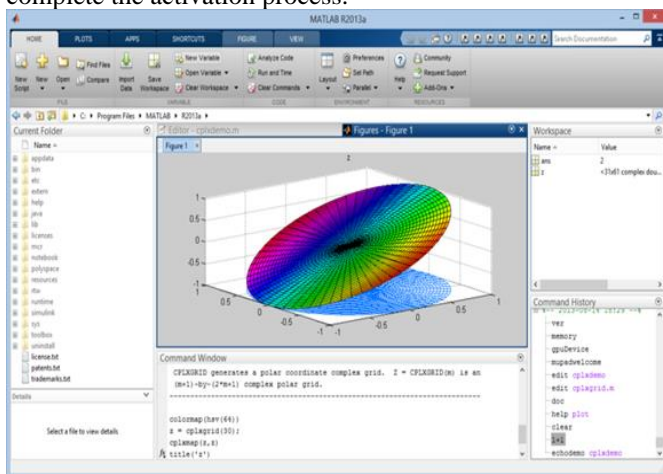 complete the activation process.
MATLAB R2013a
HOME PLOTS APPS SHORTCUTS FIGURE VIEW
Search Documentation
New Script New Open Find Files Compare Import Data Save Workspace New Variable Open Variable Clear Workspace Analyze Code Run and Time Clear Commands Layout Preferences Set Path Parallel Help Community Request Support Add-Ons
FILE VARIABLE CODE ENVIRONMENT RESOURCES
C: Program Files MATLAB R2013a
Current Folder
Name
appdata
bin
etc
extern
help
java
lib
licenses
mcr
notebook
polyspace
resources
rtw
runtime
simulink
sys
toolbox
uninstall
license.txt
patents.txt
trademarks.txt
Details
Select a file to view details
Editor - cplxdemo.m
Figures - Figure 1
Figure 1
z
1
0.5
0
-0.5
-1
1
0.5
0
-0.5
-1
-1
-0.5
0
0.5
1
Command Window
CPLXGRID generates a polar coordinate complex grid. Z = CPLXGRID(m) is an
(m+1)-by-(2*m+1) complex polar grid.
colormap(hsv(64))
z = cplxgrid(30);
cplxmap(z,z)
fx title('z')
Workspace
Name Value
ans 2
z <31x61 complex dou...
Command History
ver
memory
gpuDevice
mupadwelcome
edit cplxdemo
edit cplxgrid.m
doc
help plot
clear
1+1
echodemo cplxdemo